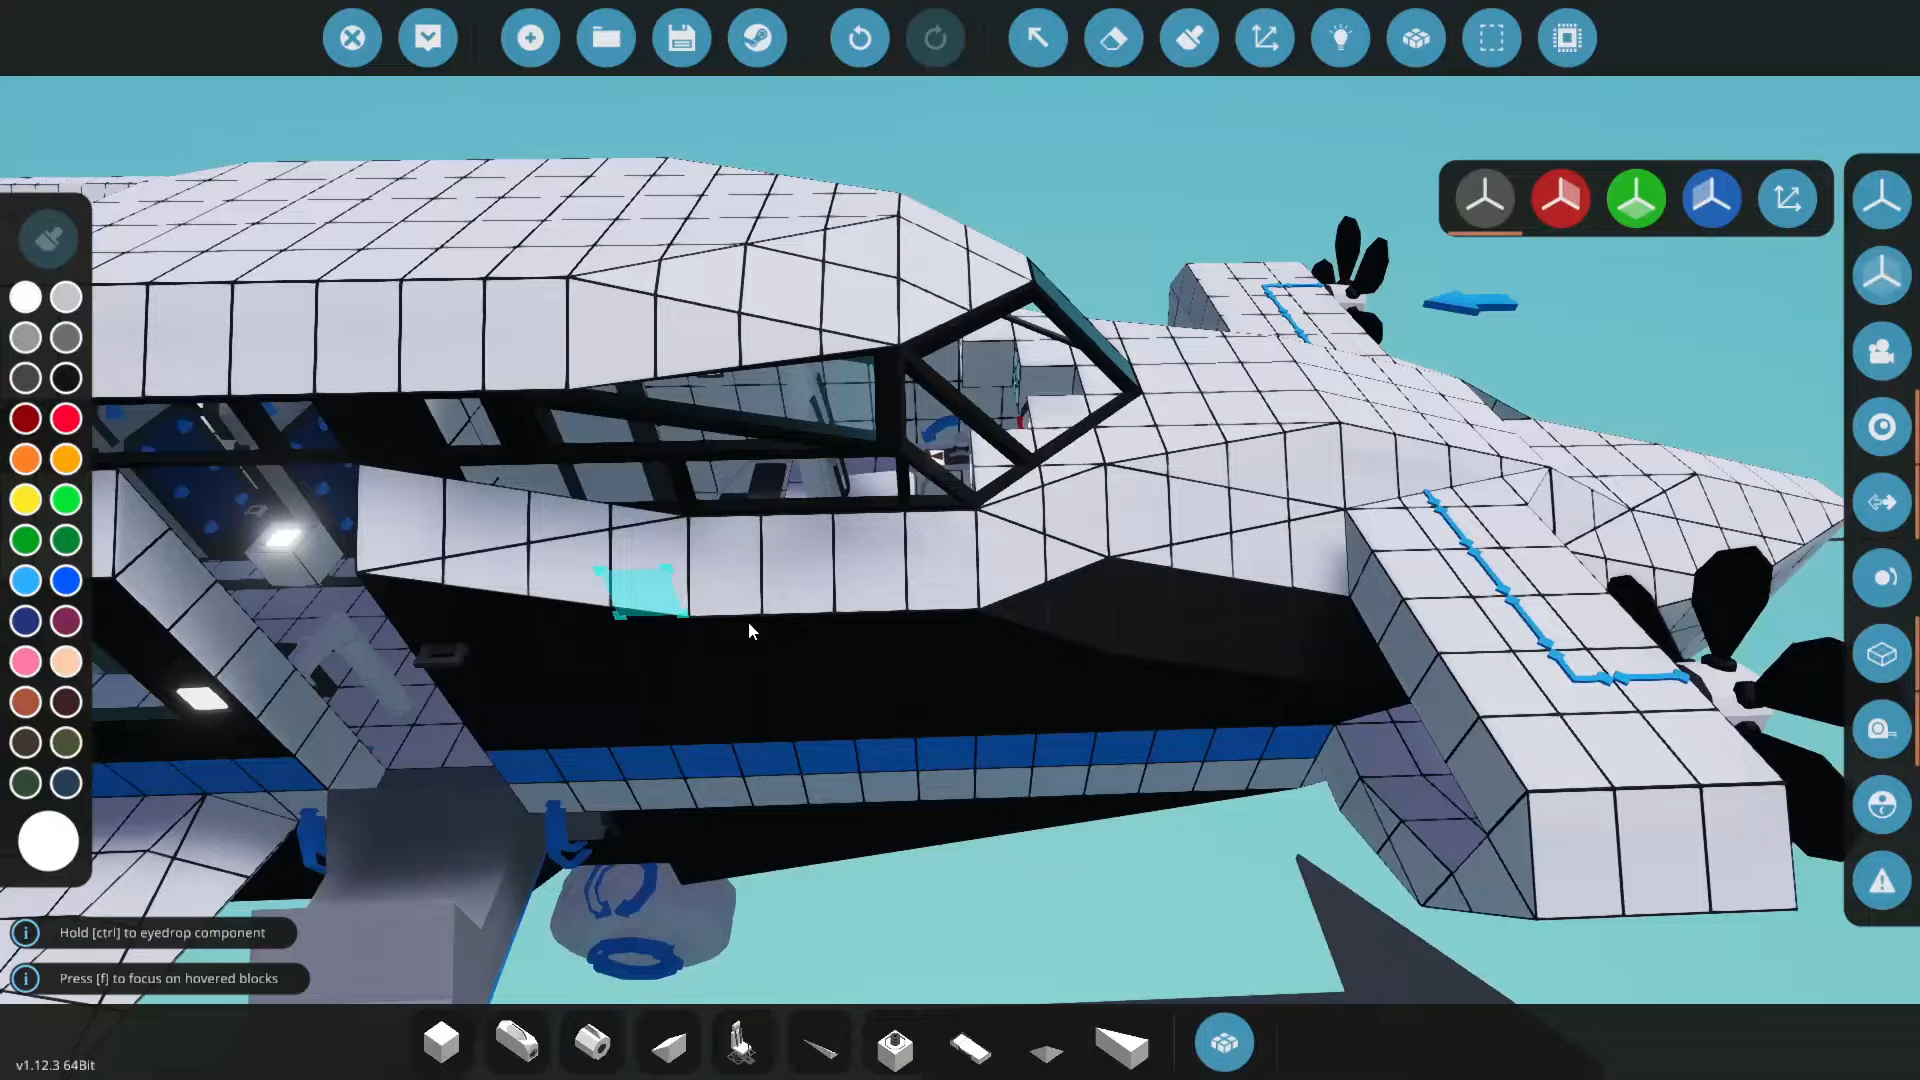 Hold [ctrl] to eyedrop component
Press [f] to focus on hovered blocks
v1.12.3 64Bit